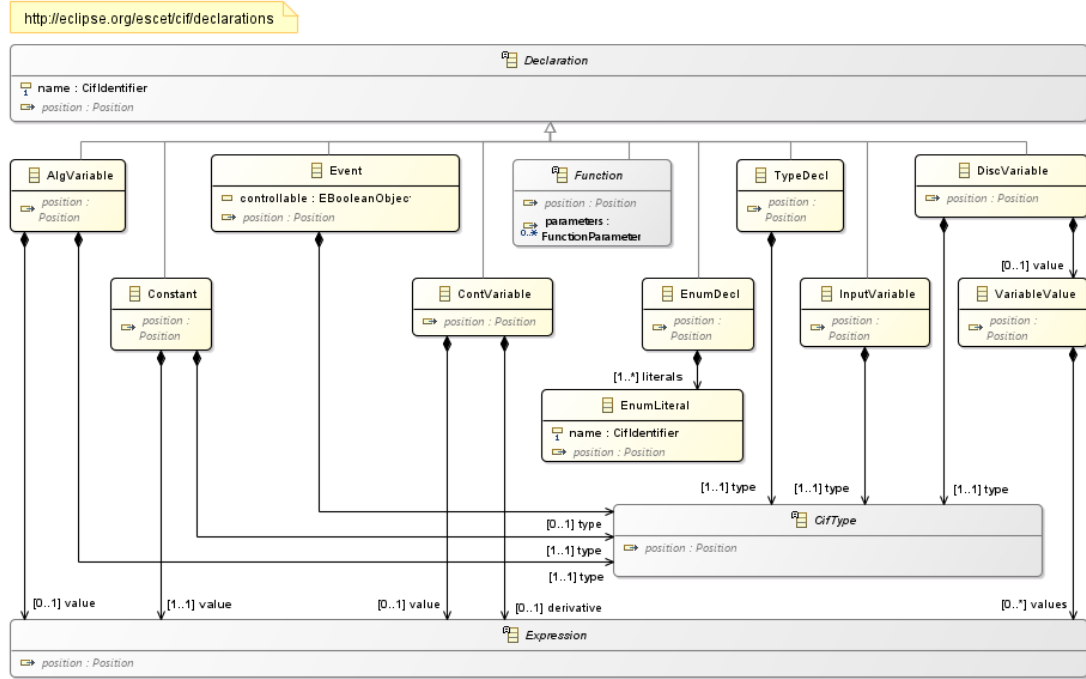 http://eclipse.org/escet/cif/declarations
Declaration
name : CifIdentifier
1
position : Position
AlgVariable
position :
Position
Event
controllable : EBooleanObjec
position : Position
Function
position : Position
parameters :
0..*
FunctionParameter
TypeDecl
position :
Position
DiscVariable
position : Position
[0..1] value
Constant
position :
Position
ContVariable
position : Position
EnumDecl
position :
Position
InputVariable
position :
Position
VariableValue
position :
Position
[1..*] literals
EnumLiteral
name : CifIdentifier
1
position : Position
[1..1] type
[1..1] type
[1..1] type
[0..1] type
[1..1] type
[1..1] type
CifType
position : Position
[0..1] value
[1..1] value
[0..1] value
[0..1] derivative
[0..*] values
Expression
position : Position